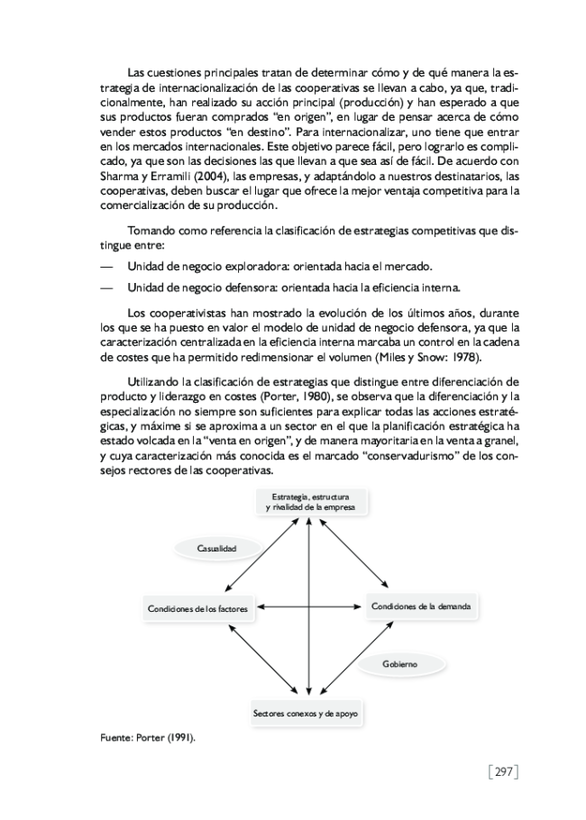 Las cuestiones principales tratan de determinar cómo y de qué manera la es-
trategia de internacionalización de las cooperativas se llevan a cabo, ya que, tradi-
cionalmente, han realizado su acción principal (producción) y han esperado a que
sus productos fueran comprados “en origen”, en lugar de pensar acerca de cómo
vender estos productos “en destino”. Para internacionalizar, uno tiene que entrar
en los mercados internacionales. Este objetivo parece fácil, pero lograrlo es compli-
cado, ya que son las decisiones las que llevan a que sea así de fácil. De acuerdo con
Sharma y Erramili (2004), las empresas, y adaptándolo a nuestros destinatarios, las
cooperativas, deben buscar el lugar que ofrece la mejor ventaja competitiva para la
comercialización de su producción.
Tomando como referencia la clasificación de estrategias competitivas que dis-
tingue entre:
— Unidad de negocio exploradora: orientada hacia el mercado.
— Unidad de negocio defensora: orientada hacia la eficiencia interna.
Los cooperativistas han mostrado la evolución de los últimos años, durante
los que se ha puesto en valor el modelo de unidad de negocio defensora, ya que la
caracterización centralizada en la eficiencia interna marcaba un control en la cadena
de costes que ha permitido redimensionar el volumen (Miles y Snow: 1978).
Utilizando la clasificación de estrategias que distingue entre diferenciación de
producto y liderazgo en costes (Porter, 1980), se observa que la diferenciación y la
especialización no siempre son suficientes para explicar todas las acciones estraté-
gicas, y máxime si se aproxima a un sector en el que la planificación estratégica ha
estado volcada en la “venta en origen”, y de manera mayoritaria en la venta a granel,
y cuya caracterización más conocida es el marcado “conservadurismo” de los con-
sejos rectores de las cooperativas.
Estrategia, estructura
y rivalidad de la empresa
Casualidad
Condiciones de los factores
Condiciones de la demanda
Gobierno
Sectores conexos y de apoyo
Fuente: Porter (1991).
[297]